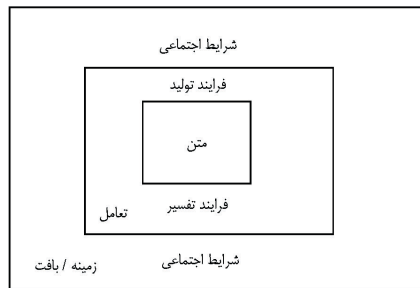 شرایط اجتماعی
فرایند تولید
متن
فرایند تفسیر
تعامل
شرایط اجتماعی
زمینه / بافت